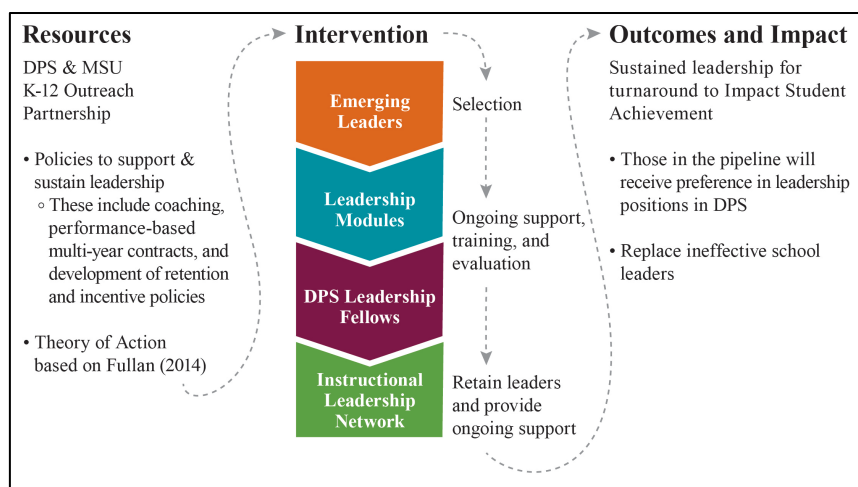 Resources
DPS & MSU
K-12 Outreach
Partnership
• Policies to support &
sustain leadership
○ These include coaching,
performance-based
multi-year contracts, and
development of retention
and incentive policies
• Theory of Action
based on Fullan (2014)
Intervention
Emerging
Leaders
Leadership
Modules
DPS Leadership
Fellows
Instructional
Leadership
Network
Selection
Ongoing support,
training, and
evaluation
Retain leaders
and provide
ongoing support
Outcomes and Impact
Sustained leadership for
turnaround to Impact Student
Achievement
• Those in the pipeline will
receive preference in leadership
positions in DPS
• Replace ineffective school
leaders